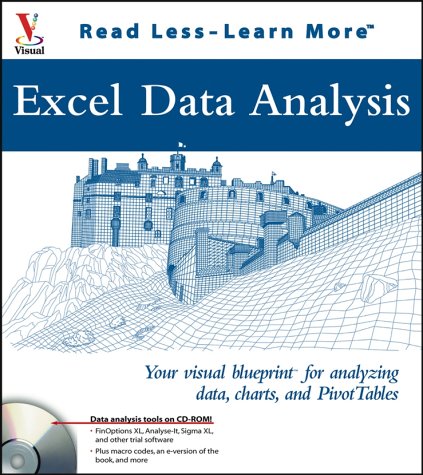 Visual
Read Less-Learn More™
Excel Data Analysis
Your visual blueprint™ for analyzing
data, charts, and PivotTables
Data analysis tools on CD-ROM!
• FinOptions XL, Analyse-It, Sigma XL,
and other trial software
• Plus macro codes, an e-version of the
book, and more